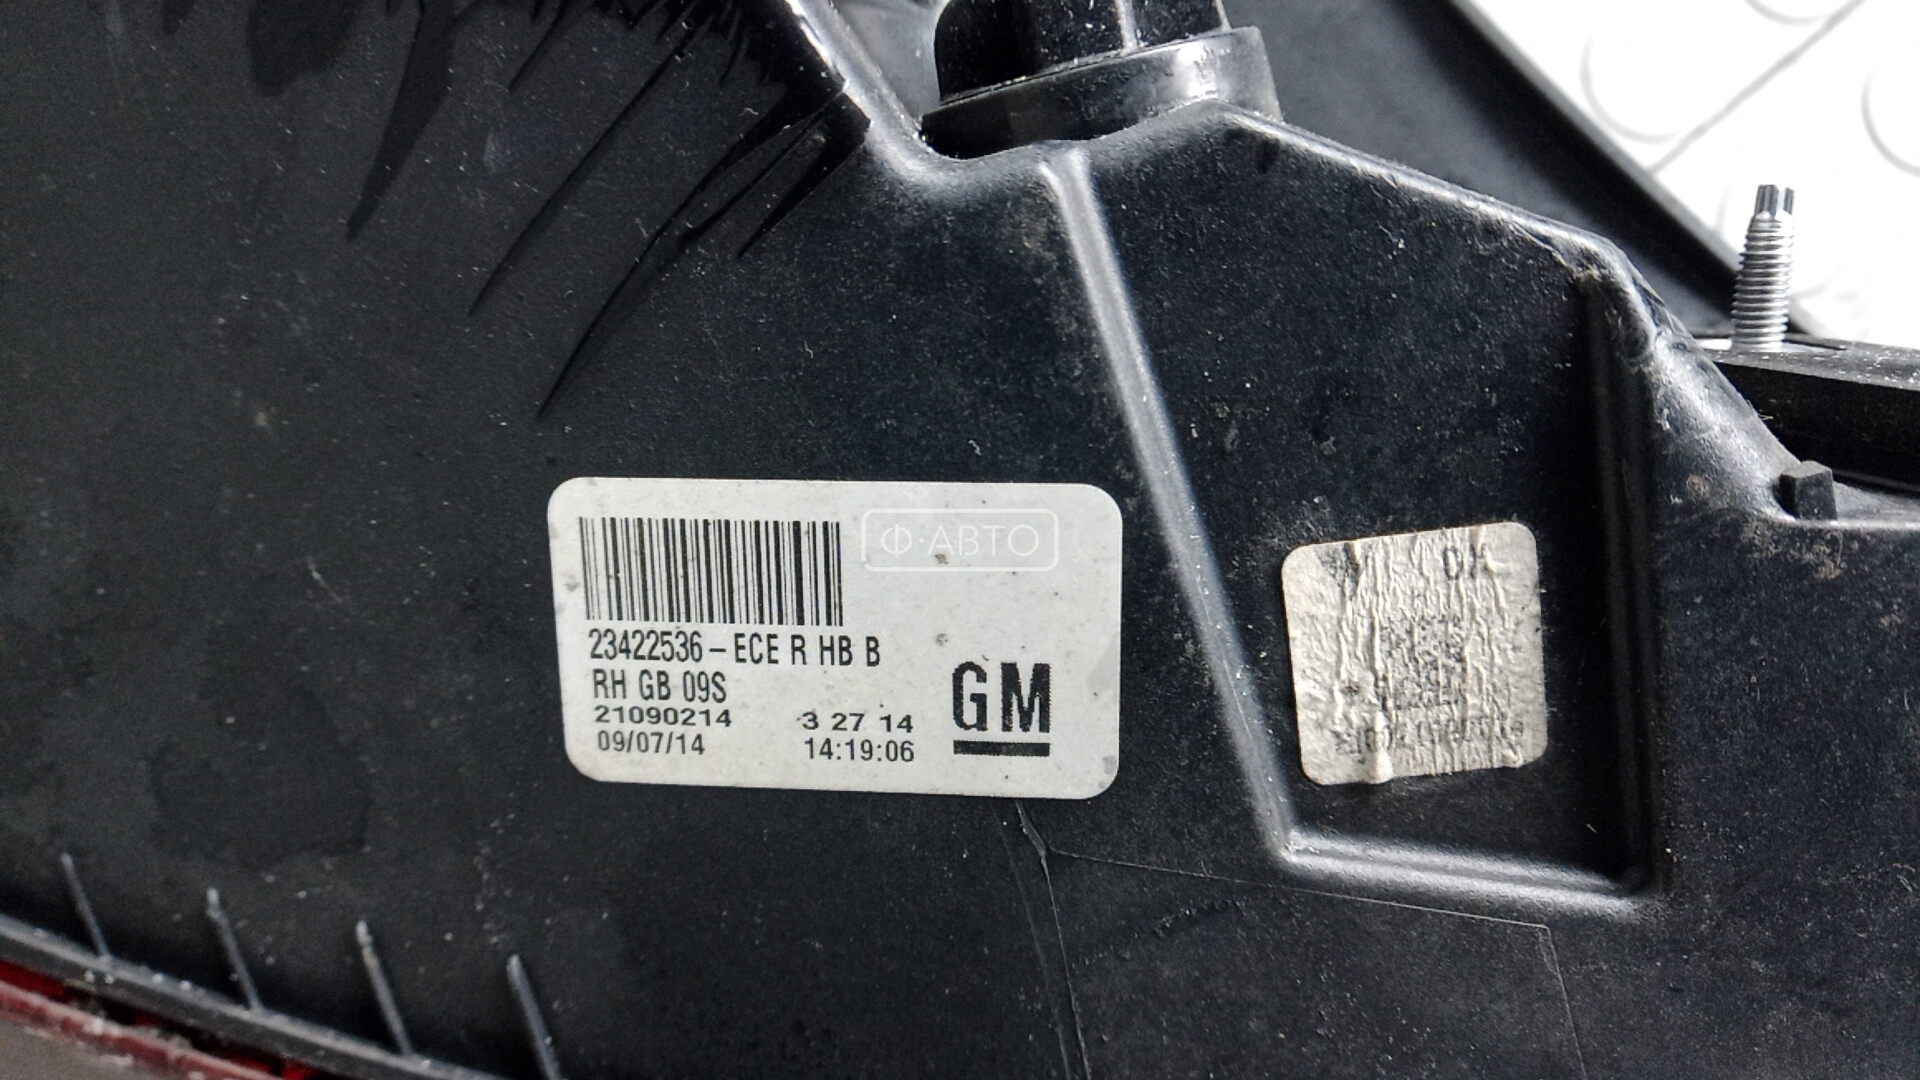 Ф·АВТО
23422536 – ECE R HB B
RH GB 09S
21090214 3 27 14
09/07/14 14:19:06
GM